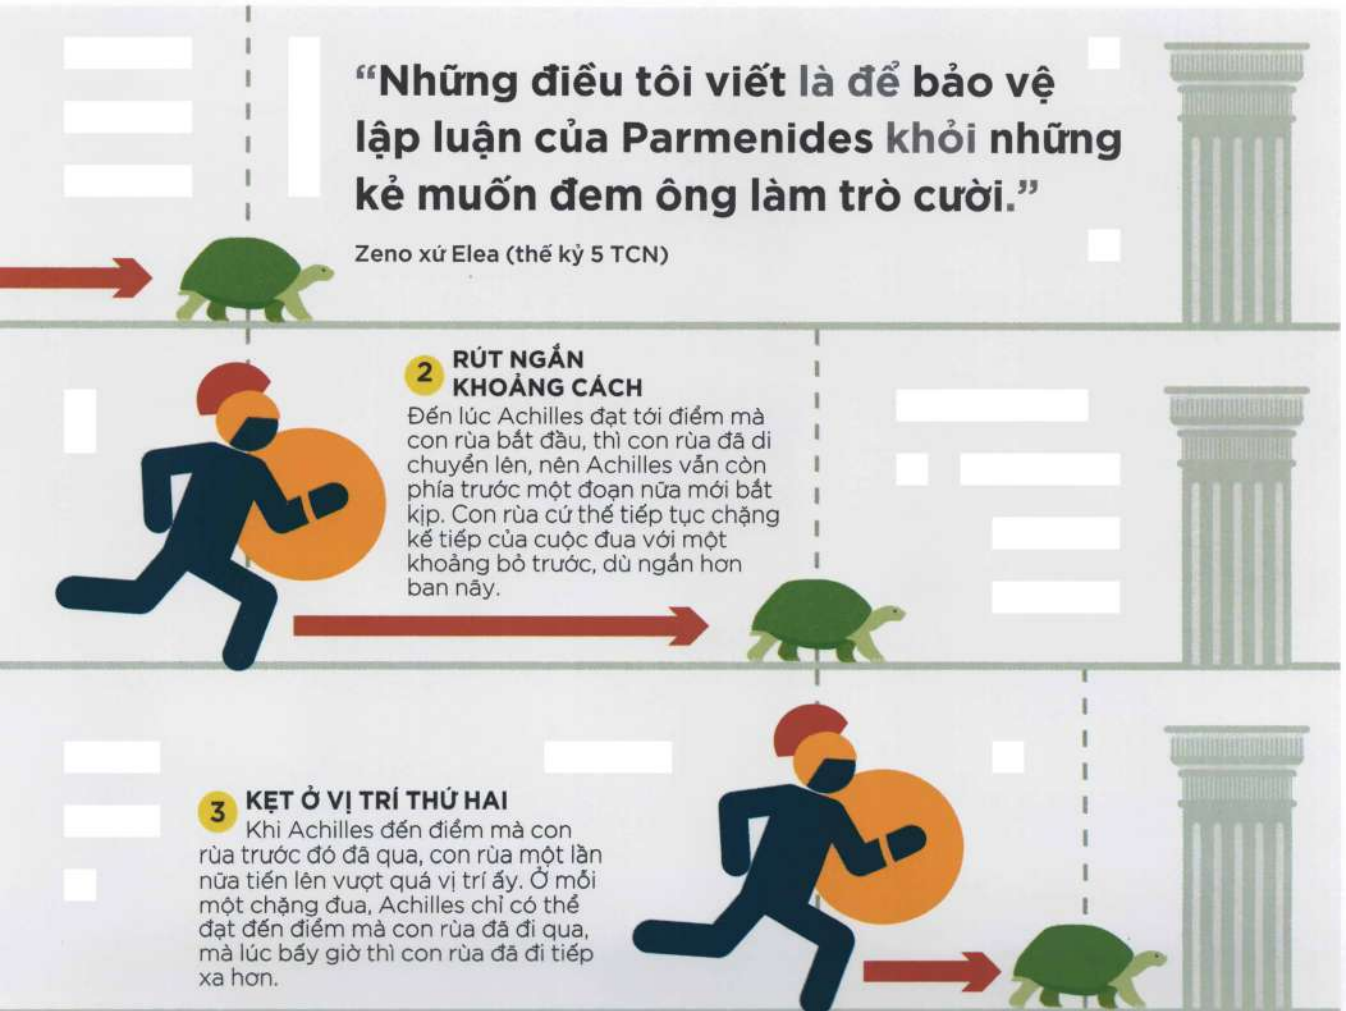 “Những điều tôi viết là để bảo vệ
lập luận của Parmenides khỏi những
kẻ muốn đem ông làm trò cười.”
Zeno xứ Elea (thế kỷ 5 TCN)
2 RÚT NGẮN
KHOẢNG CÁCH
Đến lúc Achilles đạt tới điểm mà
con rùa bắt đầu, thì con rùa đã di
chuyển lên, nên Achilles vẫn còn
phía trước một đoạn nữa mới bắt
kịp. Con rùa cứ thế tiếp tục chặng
kế tiếp của cuộc đua với một
khoảng bỏ trước, dù ngắn hơn
ban nãy.
3 KẸT Ở VỊ TRÍ THỨ HAI
Khi Achilles đến điểm mà con
rùa trước đó đã qua, con rùa một lần
nữa tiến lên vượt quá vị trí ấy. Ở mỗi
một chặng đua, Achilles chỉ có thể
đạt đến điểm mà con rùa đã đi qua,
mà lúc bấy giờ thì con rùa đã đi tiếp
xa hơn.